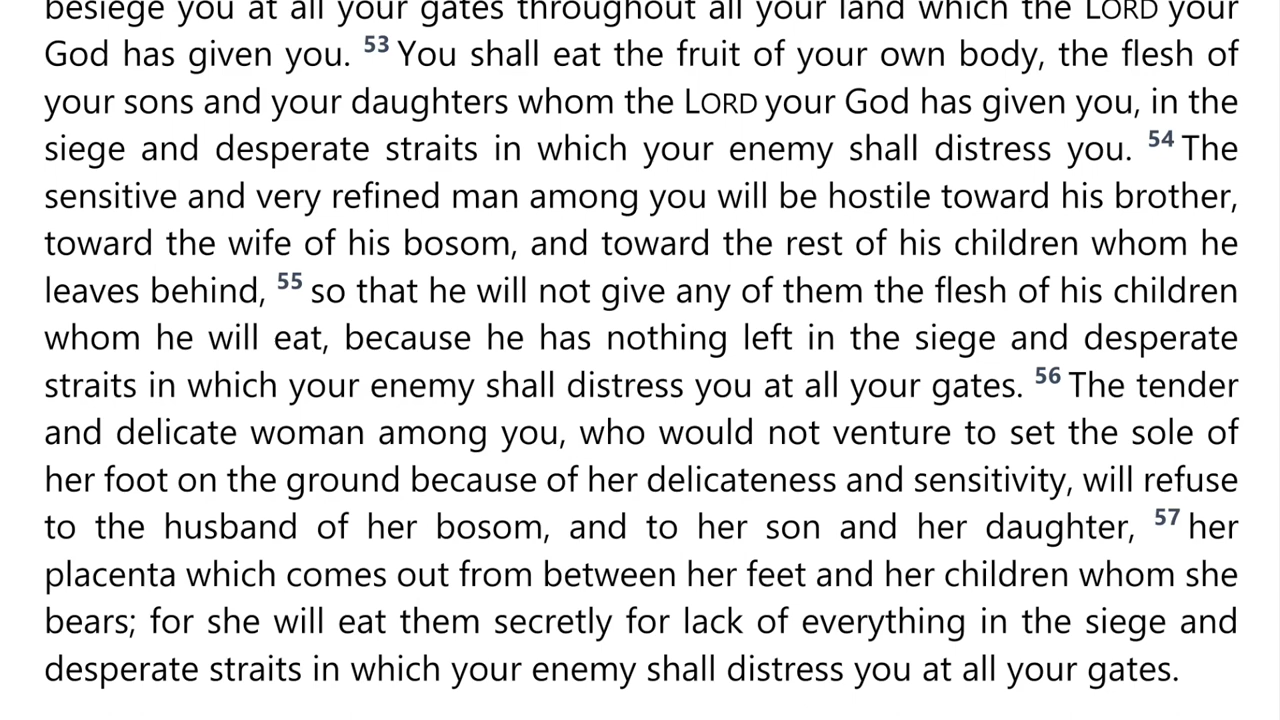 besiege you at all your gates throughout all your land which the LORD your
God has given you. 53 You shall eat the fruit of your own body, the flesh of
your sons and your daughters whom the LORD your God has given you, in the
siege and desperate straits in which your enemy shall distress you. 54 The
sensitive and very refined man among you will be hostile toward his brother,
toward the wife of his bosom, and toward the rest of his children whom he
leaves behind, 55 so that he will not give any of them the flesh of his children
whom he will eat, because he has nothing left in the siege and desperate
straits in which your enemy shall distress you at all your gates. 56 The tender
and delicate woman among you, who would not venture to set the sole of
her foot on the ground because of her delicateness and sensitivity, will refuse
to the husband of her bosom, and to her son and her daughter, 57 her
placenta which comes out from between her feet and her children whom she
bears; for she will eat them secretly for lack of everything in the siege and
desperate straits in which your enemy shall distress you at all your gates.